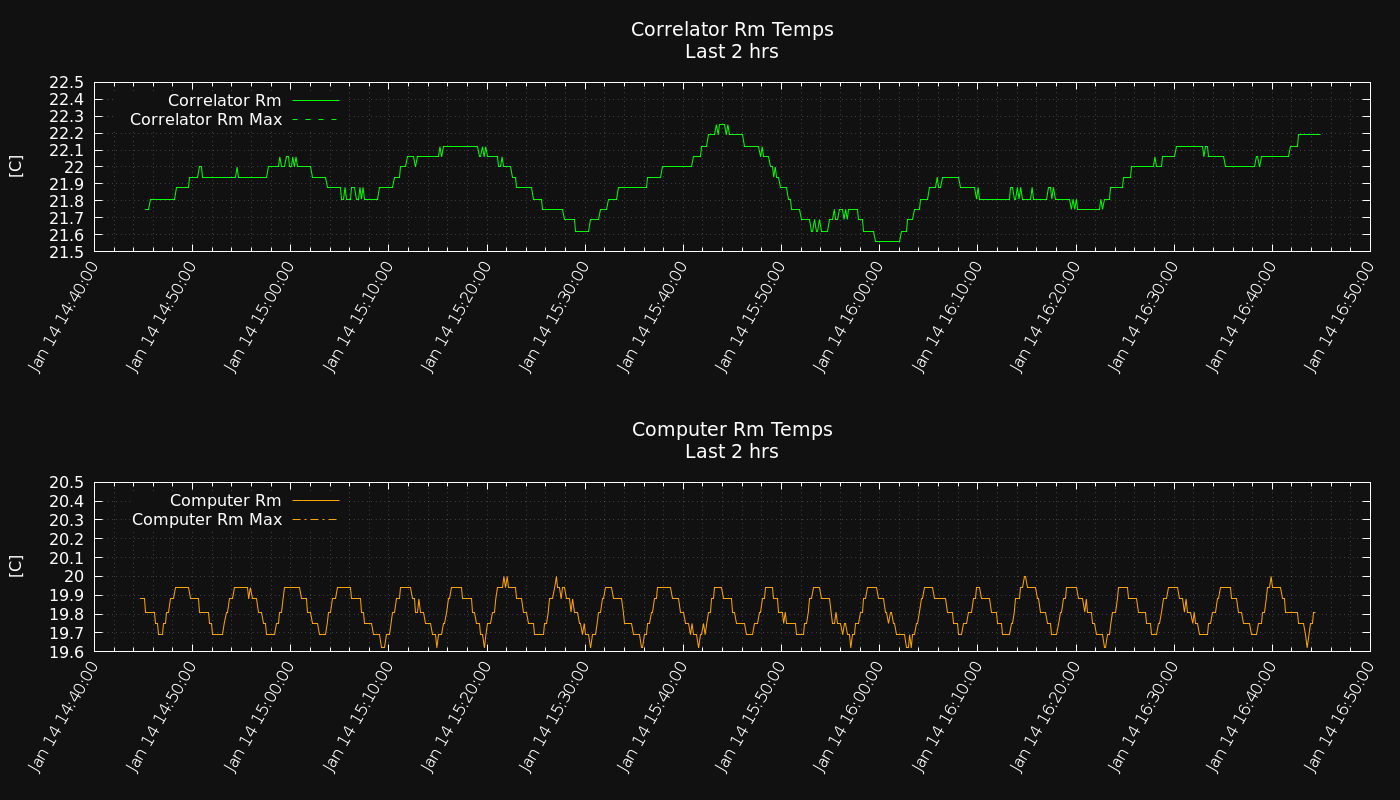 Correlator Rm Temps
Last 2 hrs
22.5
22.4
22.3
22.2
22.1
22
21.9
21.8
21.7
21.6
21.5
[C]
Correlator Rm
Correlator Rm Max
Jan 14 14:40:00
Jan 14 14:50:00
Jan 14 15:00:00
Jan 14 15:10:00
Jan 14 15:20:00
Jan 14 15:30:00
Jan 14 15:40:00
Jan 14 15:50:00
Jan 14 16:00:00
Jan 14 16:10:00
Jan 14 16:20:00
Jan 14 16:30:00
Jan 14 16:40:00
Jan 14 16:50:00
Computer Rm Temps
Last 2 hrs
20.5
20.4
20.3
20.2
20.1
20
19.9
19.8
19.7
19.6
[C]
Computer Rm
Computer Rm Max
Jan 14 14:40:00
Jan 14 14:50:00
Jan 14 15:00:00
Jan 14 15:10:00
Jan 14 15:20:00
Jan 14 15:30:00
Jan 14 15:40:00
Jan 14 15:50:00
Jan 14 16:00:00
Jan 14 16:10:00
Jan 14 16:20:00
Jan 14 16:30:00
Jan 14 16:40:00
Jan 14 16:50:00